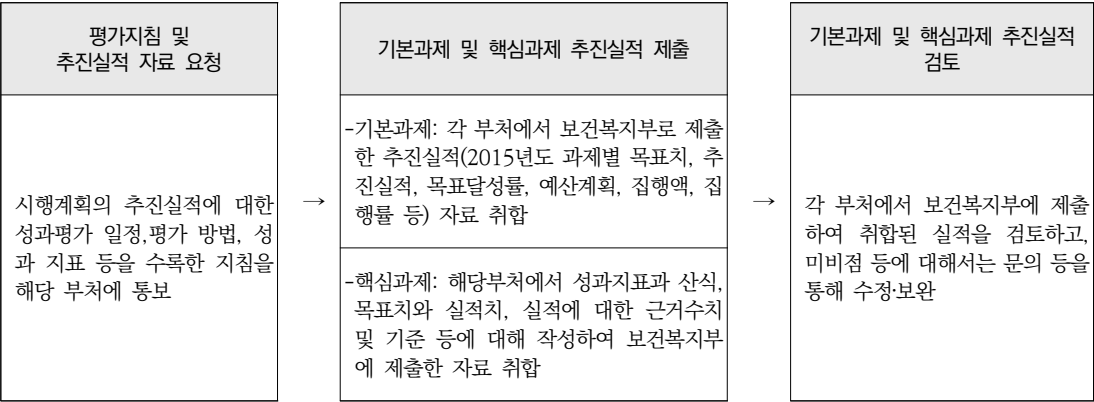 평가지침 및
추진실적 자료 요청
시행계획의 추진실적에 대한
성과평가 일정,평가 방법, 성
과 지표 등을 수록한 지침을
해당 부처에 통보
→
기본과제 및 핵심과제 추진실적 제출
-기본과제: 각 부처에서 보건복지부로 제출
한 추진실적(2015년도 과제별 목표치, 추
진실적, 목표달성률, 예산계획, 집행액, 집
행률 등) 자료 취합
-핵심과제: 해당부처에서 성과지표과 산식,
목표치와 실적치, 실적에 대한 근거수치
및 기준 등에 대해 작성하여 보건복지부
에 제출한 자료 취합
→
기본과제 및 핵심과제 추진실적
검토
각 부처에서 보건복지부에 제출
하여 취합된 실적을 검토하고,
미비점 등에 대해서는 문의 등을
통해 수정·보완